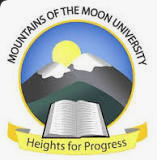 MOUNTAINS OF THE MOON UNIVERSITY
Heights for Progress